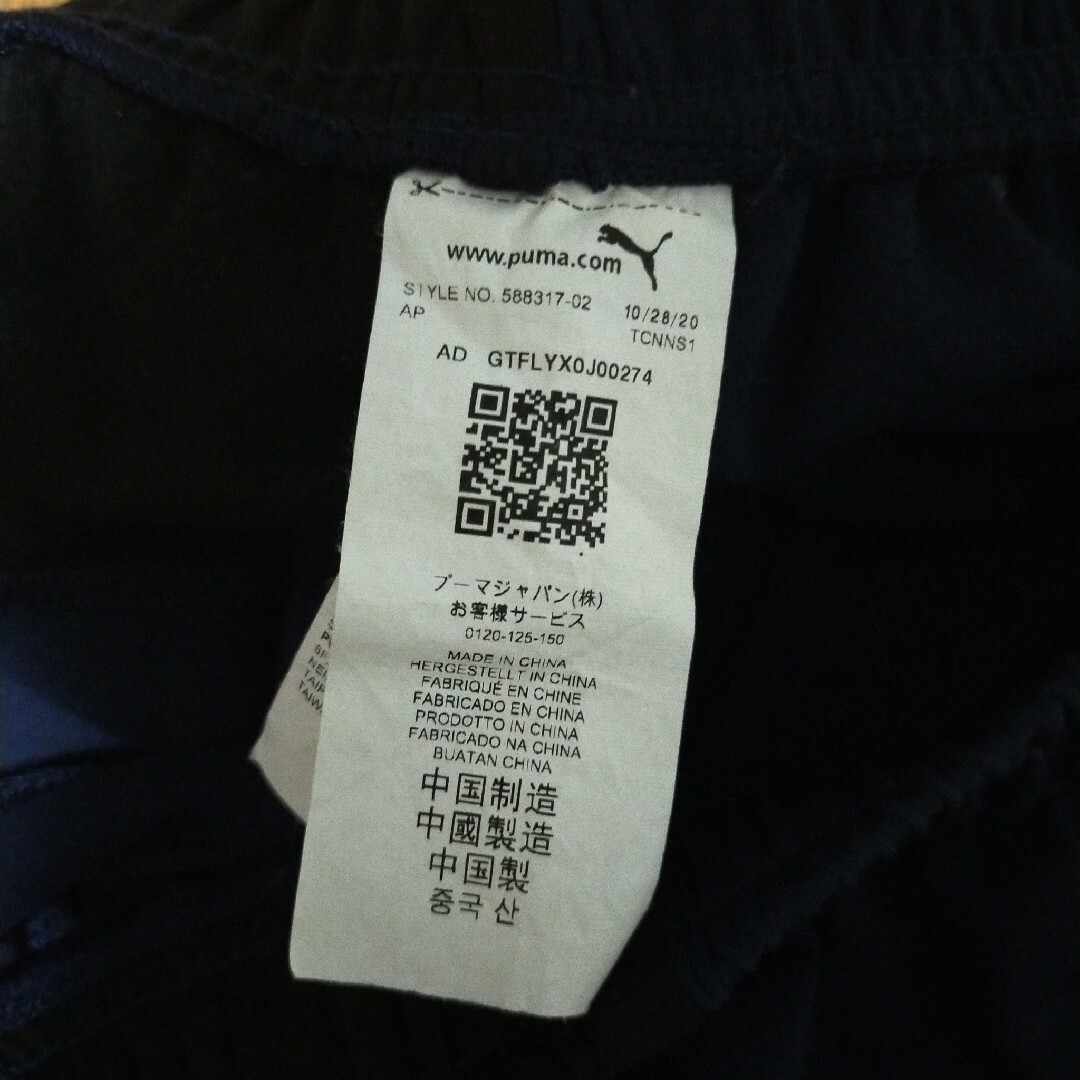 www.puma.com
STYLE NO. 588317-02 10/28/20
AP TCNNS1
AD GTFLYX0J00274
プーマジャパン(株)
お客様サービス
0120-125-150
MADE IN CHINA
HERGESTELLT IN CHINA
FABRIQUÉ EN CHINE
FABRICADO EN CHINA
PRODOTTO IN CHINA
FABRICADO NA CHINA
BUATAN CHINA
中国制造
中國製造
中国製
중국 산